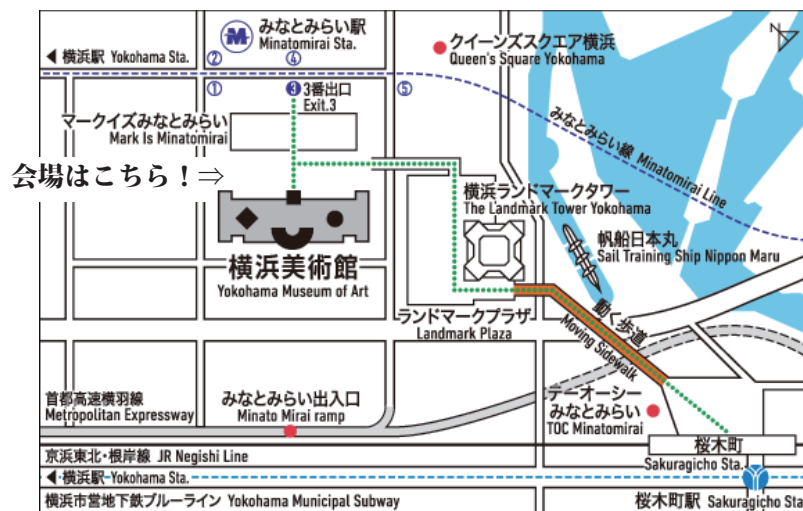 みなとみらい駅
Minatomirai Sta.
クイーンズスクエア横浜
Queen's Square Yokohama
横浜駅 Yokohama Sta.
②
④
①
❸ 3番出口
Exit.3
⑤
マークイズみなとみらい
Mark Is Minatomirai
みなとみらい線 Minatomirai Line
会場はこちら！⇒
横浜ランドマークタワー
The Landmark Tower Yokohama
帆船日本丸
Sail Training Ship Nippon Maru
横浜美術館
Yokohama Museum of Art
ランドマークプラザ
Landmark Plaza
動く歩道
Moving Sidewalk
首都高速横羽線
Metropolitan Expressway
みなとみらい出入口
Minato Mirai ramp
テーオーシー
みなとみらい
TOC Minatomirai
桜木町
Sakuragicho Sta.
京浜東北・根岸線 JR Negishi Line
横浜駅 Yokohama Sta.
横浜市営地下鉄ブルーライン Yokohama Municipal Subway
桜木町駅 Sakuragicho Sta